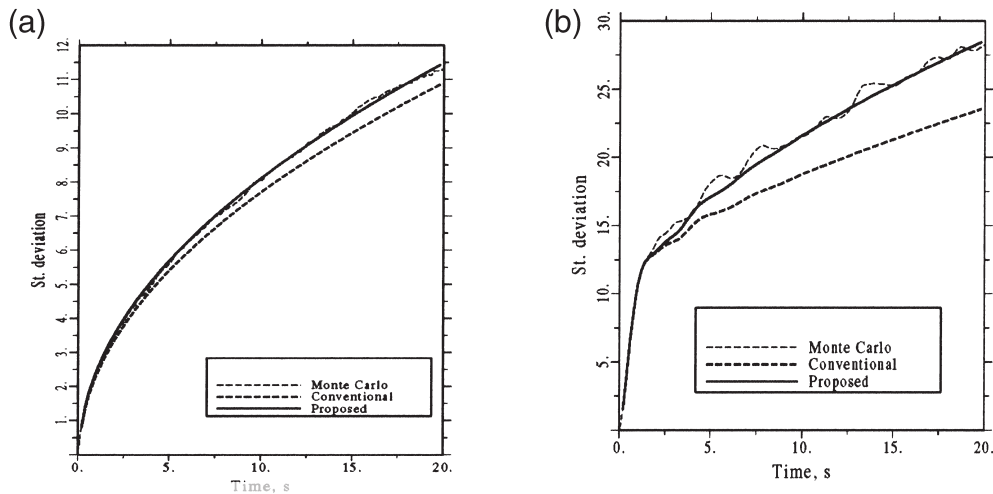 (a)
12.
11.
10.
9.
8.
7.
6.
5.
4.
3.
2.
1.
St. deviation
0.
5.
10.
15.
20.
Time, s
Monte Carlo
Conventional
Proposed
(b)
30.
25.
20.
15.
10.
5.
St. deviation
0.
5.
10.
15.
20.
Time, s
Monte Carlo
Conventional
Proposed